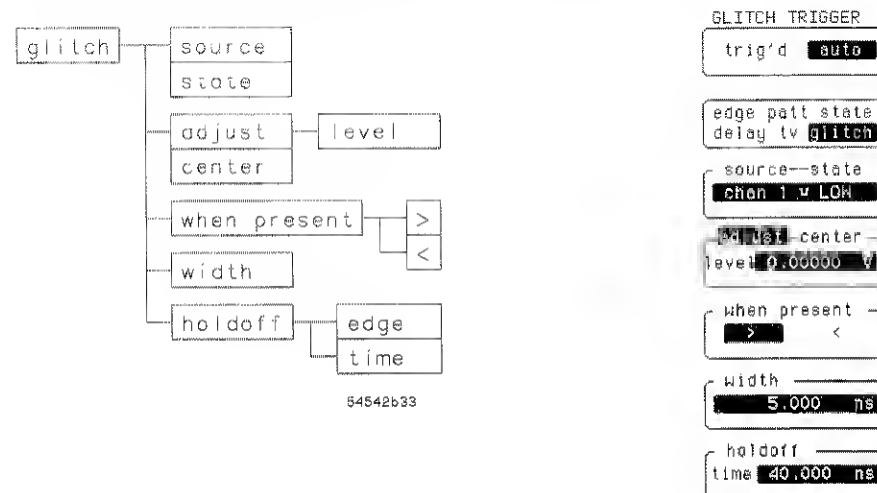 glitch
source
state
adjust
level
center
when present
>
<
width
holdoff
edge
time
54542b33
GLITCH TRIGGER
trig'd auto
edge patt state
delay tv glitch
source--state
chan 1 LOW
Adjust center
level 0.00000 V
when present
> <
width
5.000 ns
holdoff
time 40.000 ns